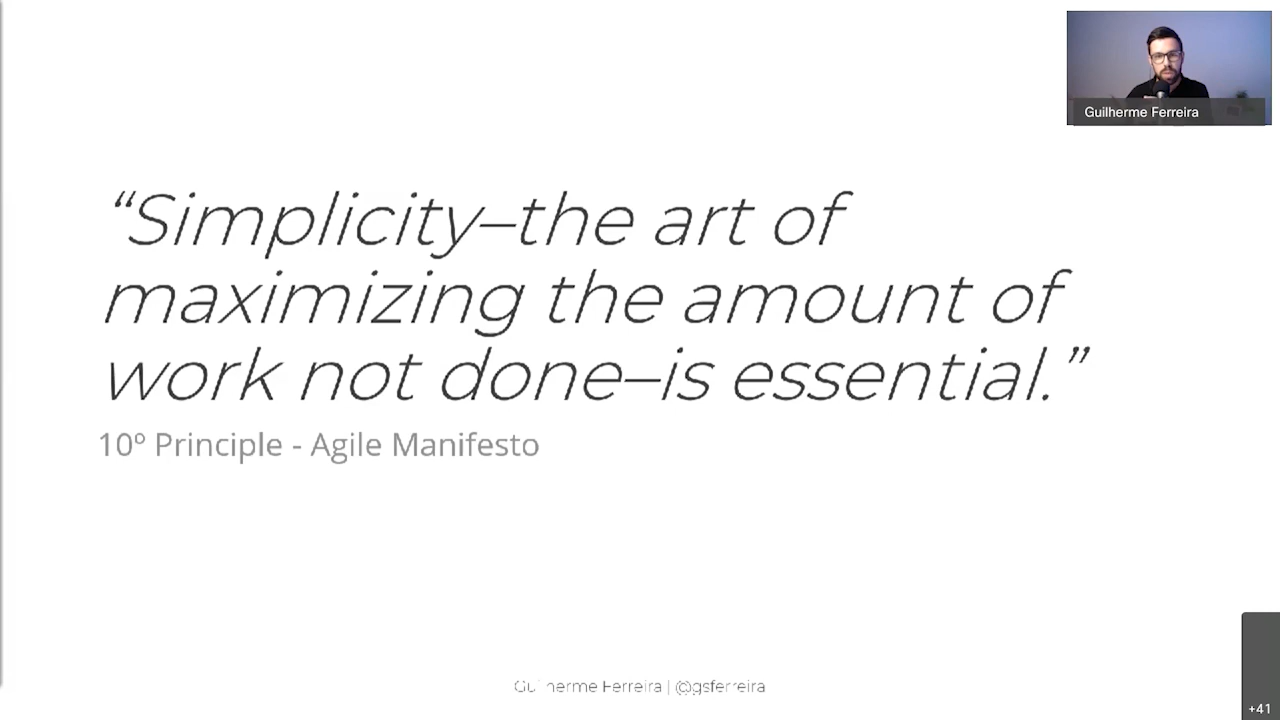 Guilherme Ferreira
“Simplicity–the art of
maximizing the amount of
work not done–is essential.”
10º Principle - Agile Manifesto
Guilherme Ferreira | @gsferreira
+41